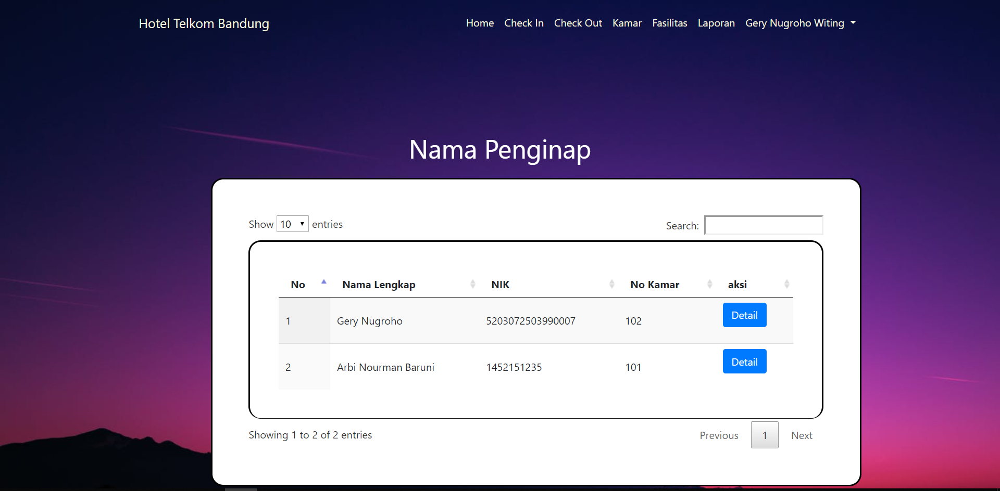 Hotel Telkom Bandung Home Check In Check Out Kamar Fasilitas Laporan Gery Nugroho Witing
Nama Penginap
Show 10 entries Search:
No Nama Lengkap NIK No Kamar aksi
1 Gery Nugroho 5203072503990007 102 Detail
2 Arbi Nourman Baruni 1452151235 101 Detail
Showing 1 to 2 of 2 entries Previous 1 Next